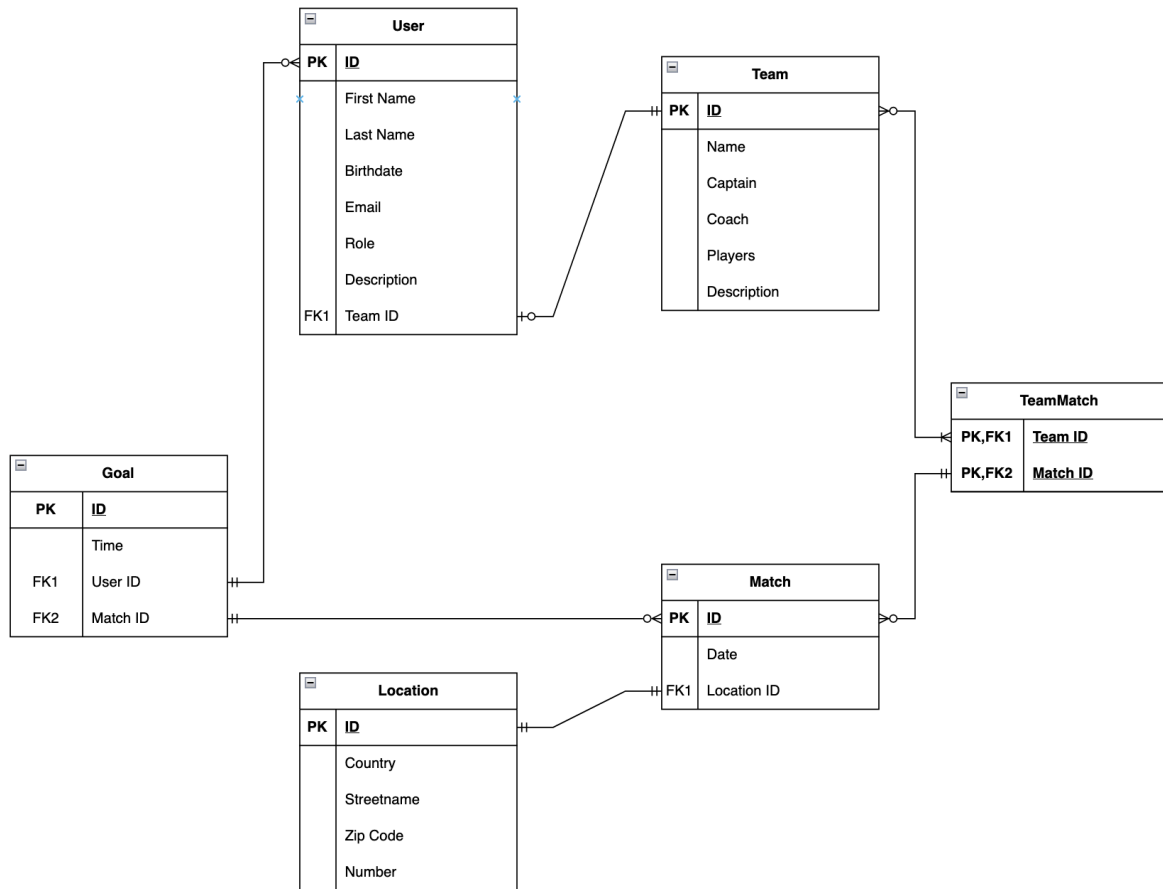 User
PK ID
First Name
Last Name
Birthdate
Email
Role
Description
FK1 Team ID
Team
PK ID
Name
Captain
Coach
Players
Description
TeamMatch
PK,FK1 Team ID
PK,FK2 Match ID
Goal
PK ID
Time
FK1 User ID
FK2 Match ID
Match
PK ID
Date
FK1 Location ID
Location
PK ID
Country
Streetname
Zip Code
Number